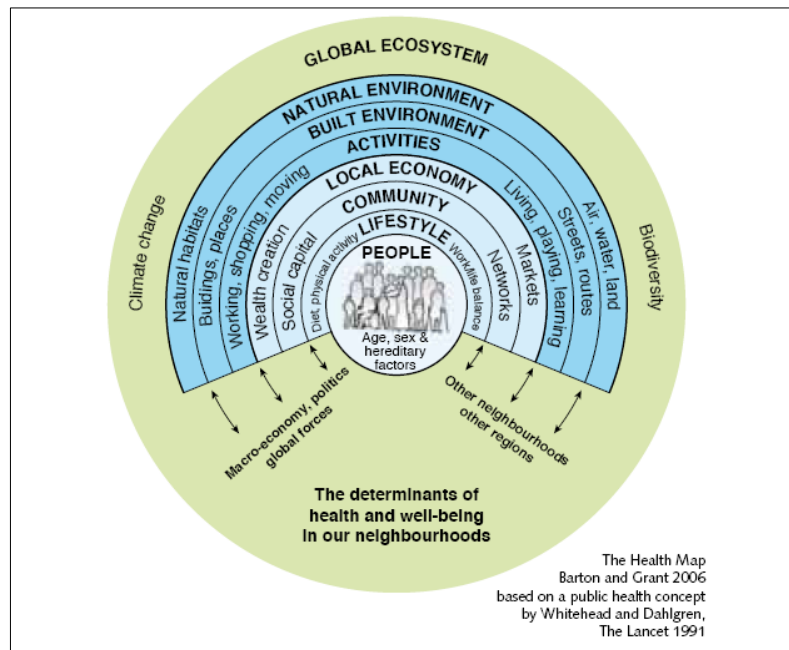 GLOBAL ECOSYSTEM
NATURAL ENVIRONMENT
BUILT ENVIRONMENT
ACTIVITIES
LOCAL ECONOMY
COMMUNITY
LIFESTYLE
PEOPLE
Age, sex &
hereditary
factors
Climate change
Natural habitats
Buidings, places
Working, shopping, moving
Wealth creation
Social capital
Diet, physical activity
Work/life balance
Networks
Markets
Living, playing, learning
Streets, routes
Air, water, land
Biodiversity
Macro-economy, politics
global forces
Other neighbourhoods
other regions
The determinants of
health and well-being
in our neighbourhoods
The Health Map
Barton and Grant 2006
based on a public health concept
by Whitehead and Dahlgren,
The Lancet 1991